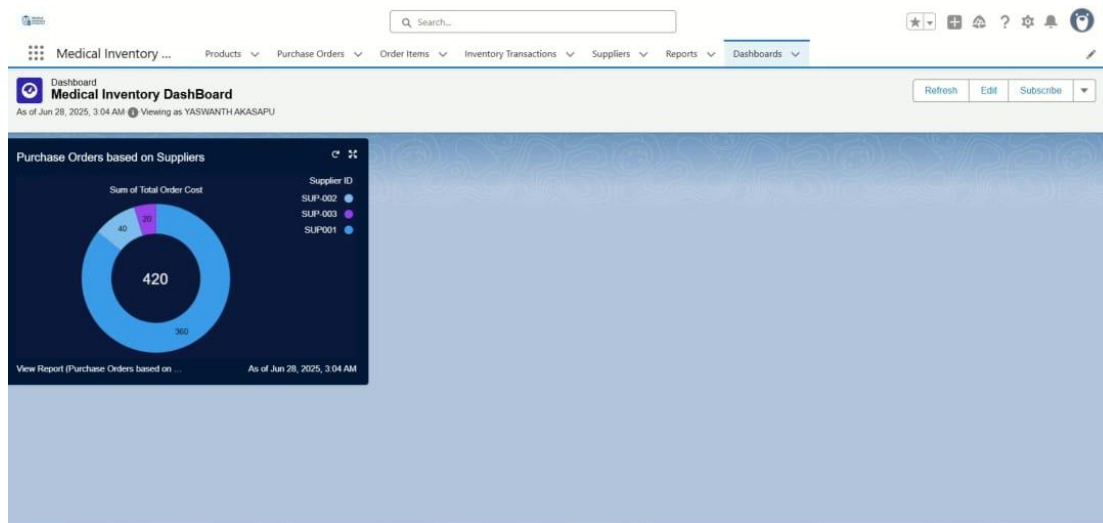 Search...
Medical Inventory ...
Products
Purchase Orders
Order Items
Inventory Transactions
Suppliers
Reports
Dashboards
Dashboard
Medical Inventory DashBoard
As of Jun 28, 2025, 3:04 AM Viewing as YASWANTH AKASAPU
Refresh
Edit
Subscribe
Purchase Orders based on Suppliers
Sum of Total Order Cost
Supplier ID
SUP-002
SUP-003
SUP001
20
40
420
360
View Report (Purchase Orders based on ...
As of Jun 28, 2025, 3:04 AM